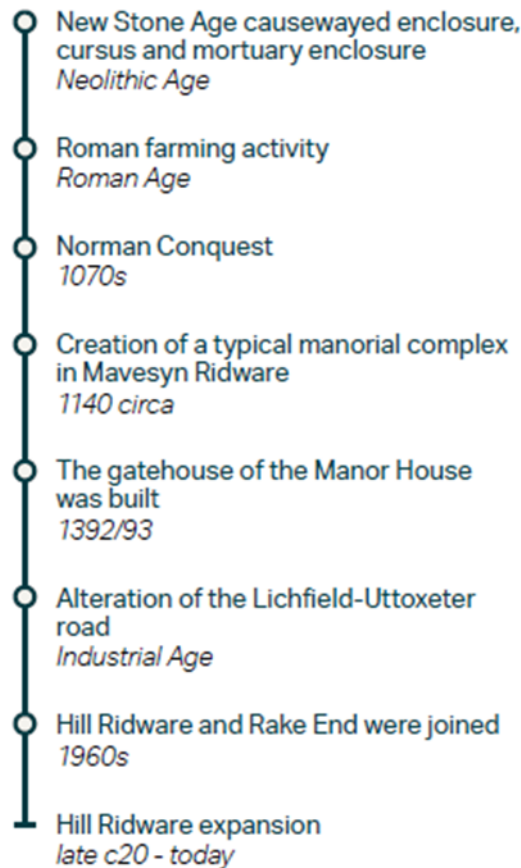 New Stone Age causewayed enclosure,
cursus and mortuary enclosure
Neolithic Age
Roman farming activity
Roman Age
Norman Conquest
1070s
Creation of a typical manorial complex
in Mavesyn Ridware
1140 circa
The gatehouse of the Manor House
was built
1392/93
Alteration of the Lichfield-Uttoxeter
road
Industrial Age
Hill Ridware and Rake End were joined
1960s
Hill Ridware expansion
late c20 - today